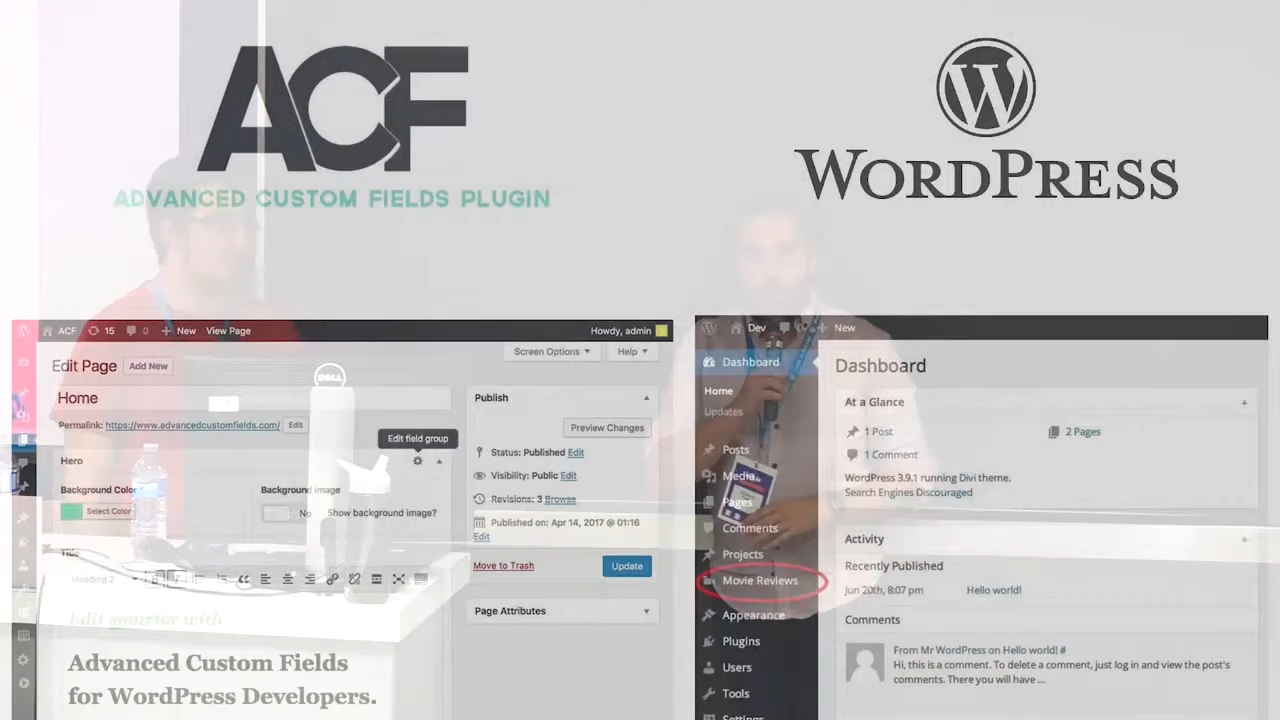 ACF
ADVANCED CUSTOM FIELDS PLUGIN
WORDPRESS
ACF 15 0 New View Page Howdy, admin
Screen Options Help
Edit Page Add New
Home
Permalink: https://www.advancedcustomfields.com/ Edit
Edit field group
Hero
Background Color Background Image
Select Color No Show background image?
Title
Heading 2
Edit smarter with
Advanced Custom Fields
for WordPress Developers.
DELL
Publish
Preview Changes
Status: Published Edit
Visibility: Public Edit
Revisions: 3 Browse
Published on: Apr 14, 2017 @ 01:16
Edit
Move to Trash Update
Page Attributes
Dev New
Dashboard
Home
Updates
Posts
Media
Pages
Comments
Projects
Movie Reviews
Appearance
Plugins
Users
Tools
Settings
Dashboard
At a Glance
1 Post 2 Pages
1 Comment
WordPress 3.9.1 running Divi theme.
Search Engines Discouraged
Activity
Recently Published
Jun 20th, 8:07 pm Hello world!
Comments
From Mr WordPress on Hello world! #
Hi, this is a comment. To delete a comment, just log in and view the post's
comments. There you will have ...